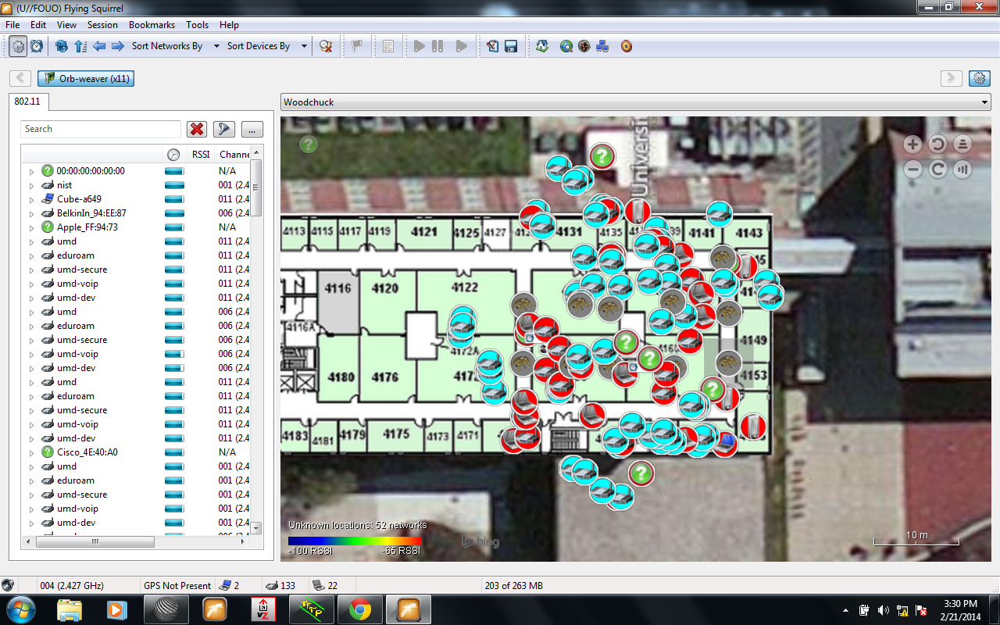 (U//FOUO) Flying Squirrel
File Edit View Session Bookmarks Tools Help
Sort Networks By Sort Devices By
Orb-weaver (x11)
802.11
Woodchuck
Search
...
RSSI Channe
00:00:00:00:00:00 N/A
nist 001 (2.4
Cube-a649 011 (2.4
BelkinIn_94:EE:87 006 (2.4
Apple_FF:94:73 N/A
umd 011 (2.4
eduroam 011 (2.4
umd-secure 011 (2.4
umd-voip 011 (2.4
umd-dev 011 (2.4
umd 006 (2.4
eduroam 006 (2.4
umd-secure 006 (2.4
umd-voip 006 (2.4
umd-dev 006 (2.4
umd 011 (2.4
eduroam 011 (2.4
umd-secure 011 (2.4
umd-voip 011 (2.4
umd-dev 011 (2.4
Cisco_4E:40:A0 N/A
umd 001 (2.4
eduroam 001 (2.4
umd-secure 001 (2.4
umd-voip 001 (2.4
umd-dev 001 (2.4
Universi
4113 4115 4117 4119 4121 4125 4127 4131 4135 4141 4143
4116 4120 4122
4116A
4172A 4149
4180 4176 4153
4183 4181 4179 4175 4173 4171
Unknown locations: 52 networks
-100 RSSI -65 RSSI
bing
10 m
004 (2.427 GHz) GPS Not Present 2 133 22 203 of 263 MB
3:30 PM
2/21/2014